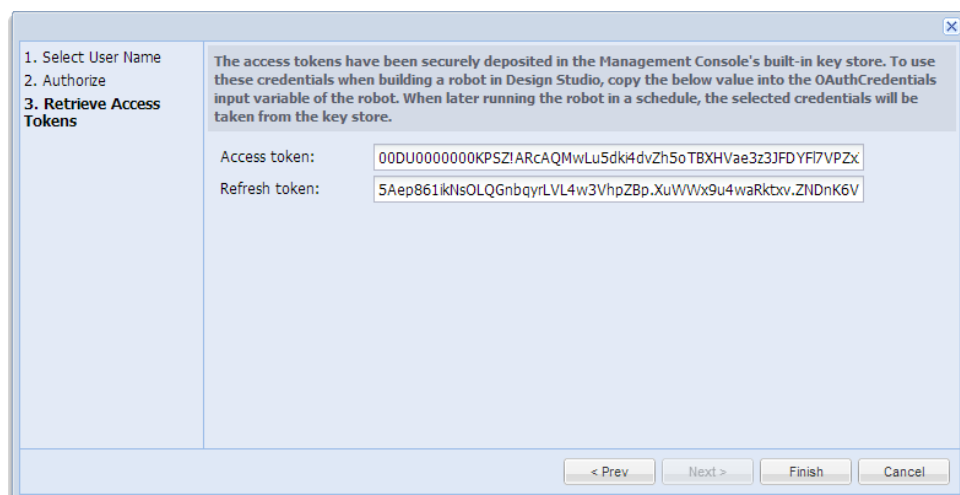 1. Select User Name
2. Authorize
3. Retrieve Access
Tokens
The access tokens have been securely deposited in the Management Console's built-in key store. To use
these credentials when building a robot in Design Studio, copy the below value into the OAuthCredentials
input variable of the robot. When later running the robot in a schedule, the selected credentials will be
taken from the key store.
Access token: 00DU0000000KPSZ!ARcAQMwLu5dki4dvZh5oTBXHVae3z3JFDYFl7VPZx
Refresh token: 5Aep861ikNsOLQGnbqyrLVL4w3VhpZBp.XuWWx9u4waRktxv.ZNDnK6V
< Prev Next > Finish Cancel